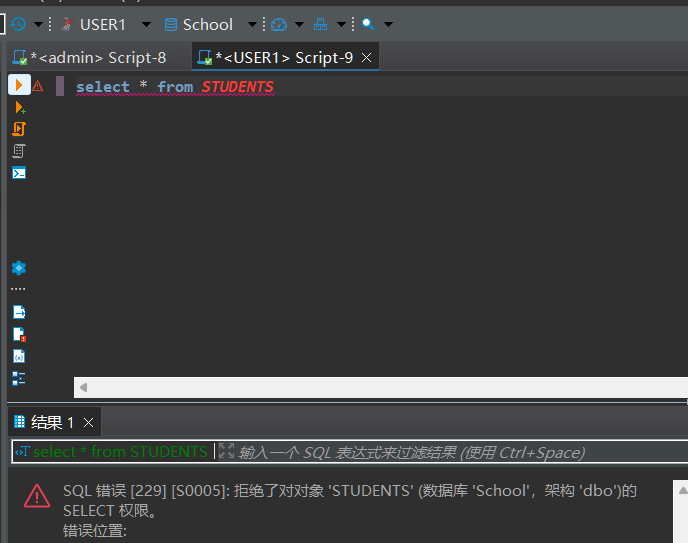 USER1 School
*<admin> Script-8 *<USER1> Script-9
select * from STUDENTS
结果 1
select * from STUDENTS 输入一个 SQL 表达式来过滤结果 (使用 Ctrl+Space)
SQL 错误 [229] [S0005]: 拒绝了对对象 'STUDENTS' (数据库 'School'，架构 'dbo')的
SELECT 权限。
错误位置: